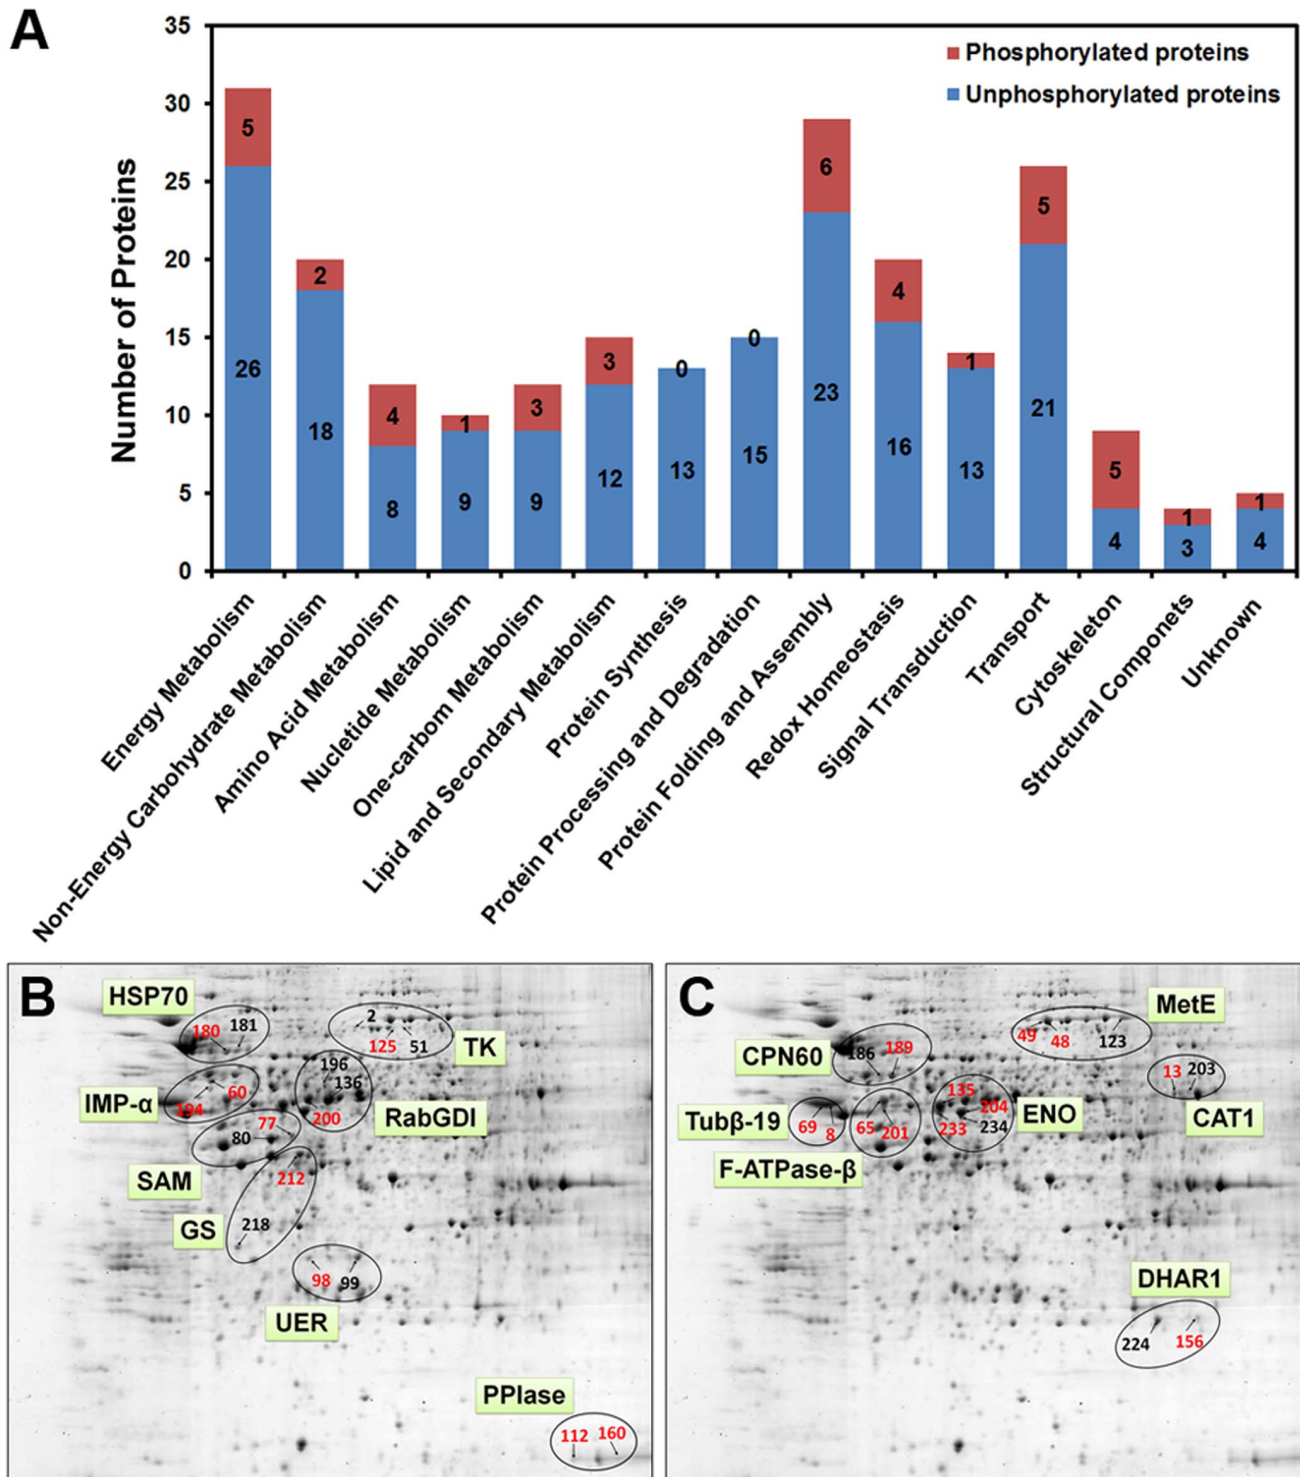 A
Number of Proteins
35
30
25
20
15
10
5
0
Phosphorylated proteins
Unphosphorylated proteins
5
26
2
18
4
8
1
9
3
9
3
12
0
13
0
15
6
23
4
16
1
13
5
21
5
4
1
3
1
4
Energy Metabolism
Non-Energy Carbohydrate Metabolism
Amino Acid Metabolism
Nucletide Metabolism
One-carbom Metabolism
Lipid and Secondary Metabolism
Protein Synthesis
Protein Processing and Degradation
Protein Folding and Assembly
Redox Homeostasis
Signal Transduction
Transport
Cytoskeleton
Structural Componets
Unknown
B
HSP70
180 181
2
125 51
TK
196
136
200
RabGDI
IMP-α
60
194
77
80
SAM
212
GS
218
98 99
UER
PPIase
112 160
C
MetE
49 48 123
CPN60
186 189
13 203
CAT1
Tubβ-19
69 8
65 201
F-ATPase-β
135
204
233 234
ENO
DHAR1
224 156